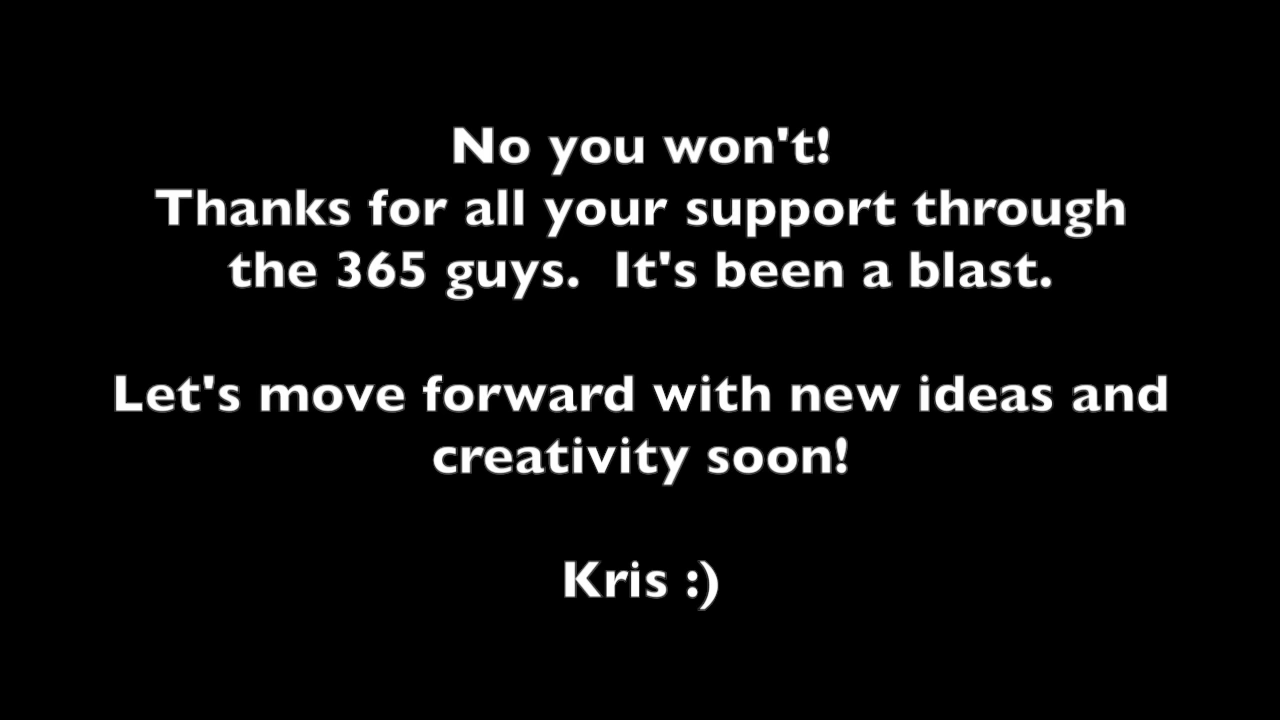 No you won't!
Thanks for all your support through
the 365 guys.  It's been a blast.
Let's move forward with new ideas and
creativity soon!
Kris :)